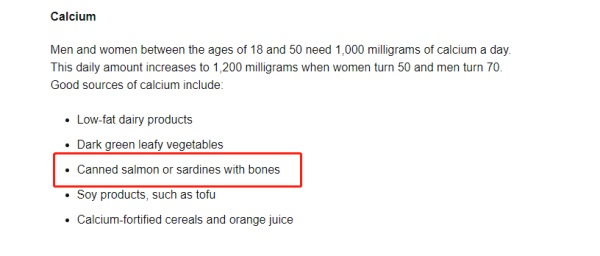 Calcium
Men and women between the ages of 18 and 50 need 1,000 milligrams of calcium a day.
This daily amount increases to 1,200 milligrams when women turn 50 and men turn 70.
Good sources of calcium include:
• Low-fat dairy products
• Dark green leafy vegetables
• Canned salmon or sardines with bones
• Soy products, such as tofu
• Calcium-fortified cereals and orange juice